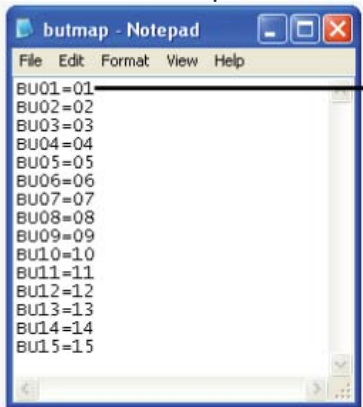 butmap - Notepad
File Edit Format View Help
BU01=01
BU02=02
BU03=03
BU04=04
BU05=05
BU06=06
BU07=07
BU08=08
BU09=09
BU10=10
BU11=11
BU12=12
BU13=13
BU14=14
BU15=15